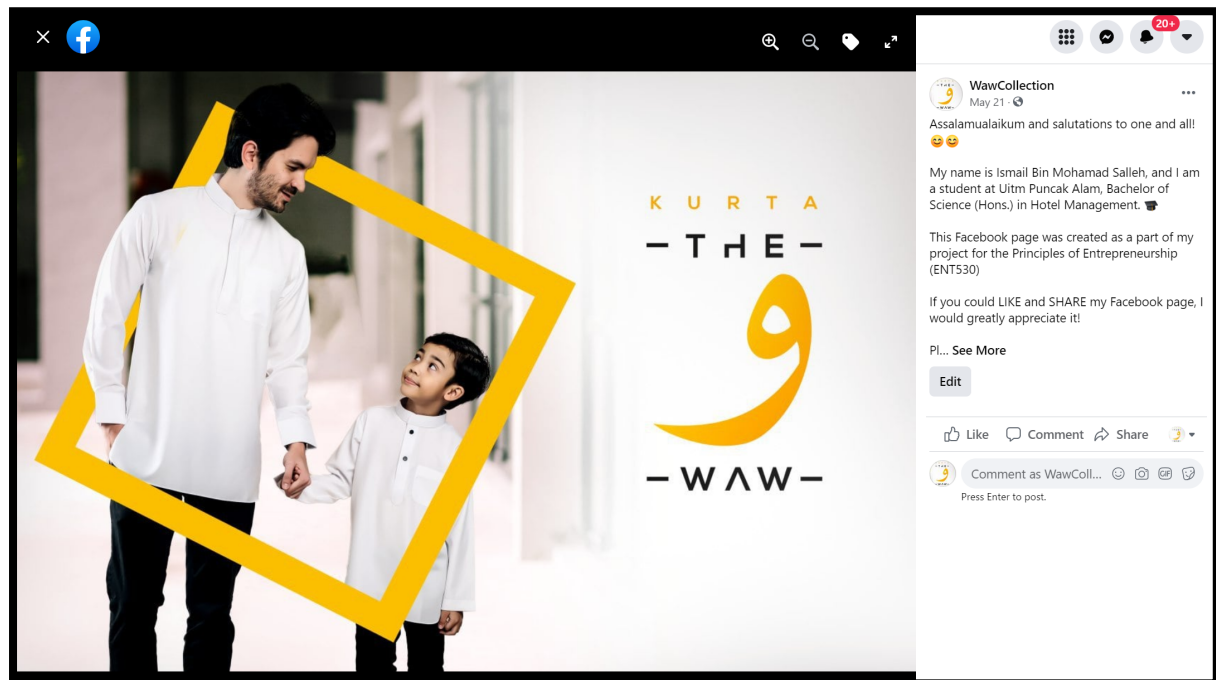 20+
KURTA
– THE –
و
– WAW –
WawCollection
May 21 ·
Assalamualaikum and salutations to one and all!
😊😊
My name is Ismail Bin Mohamad Salleh, and I am
a student at Uitm Puncak Alam, Bachelor of
Science (Hons.) in Hotel Management. 🎓
This Facebook page was created as a part of my
project for the Principles of Entrepreneurship
(ENT530)
If you could LIKE and SHARE my Facebook page, I
would greatly appreciate it!
Pl... See More
Edit
Like Comment Share
Comment as WawColl... GIF
Press Enter to post.